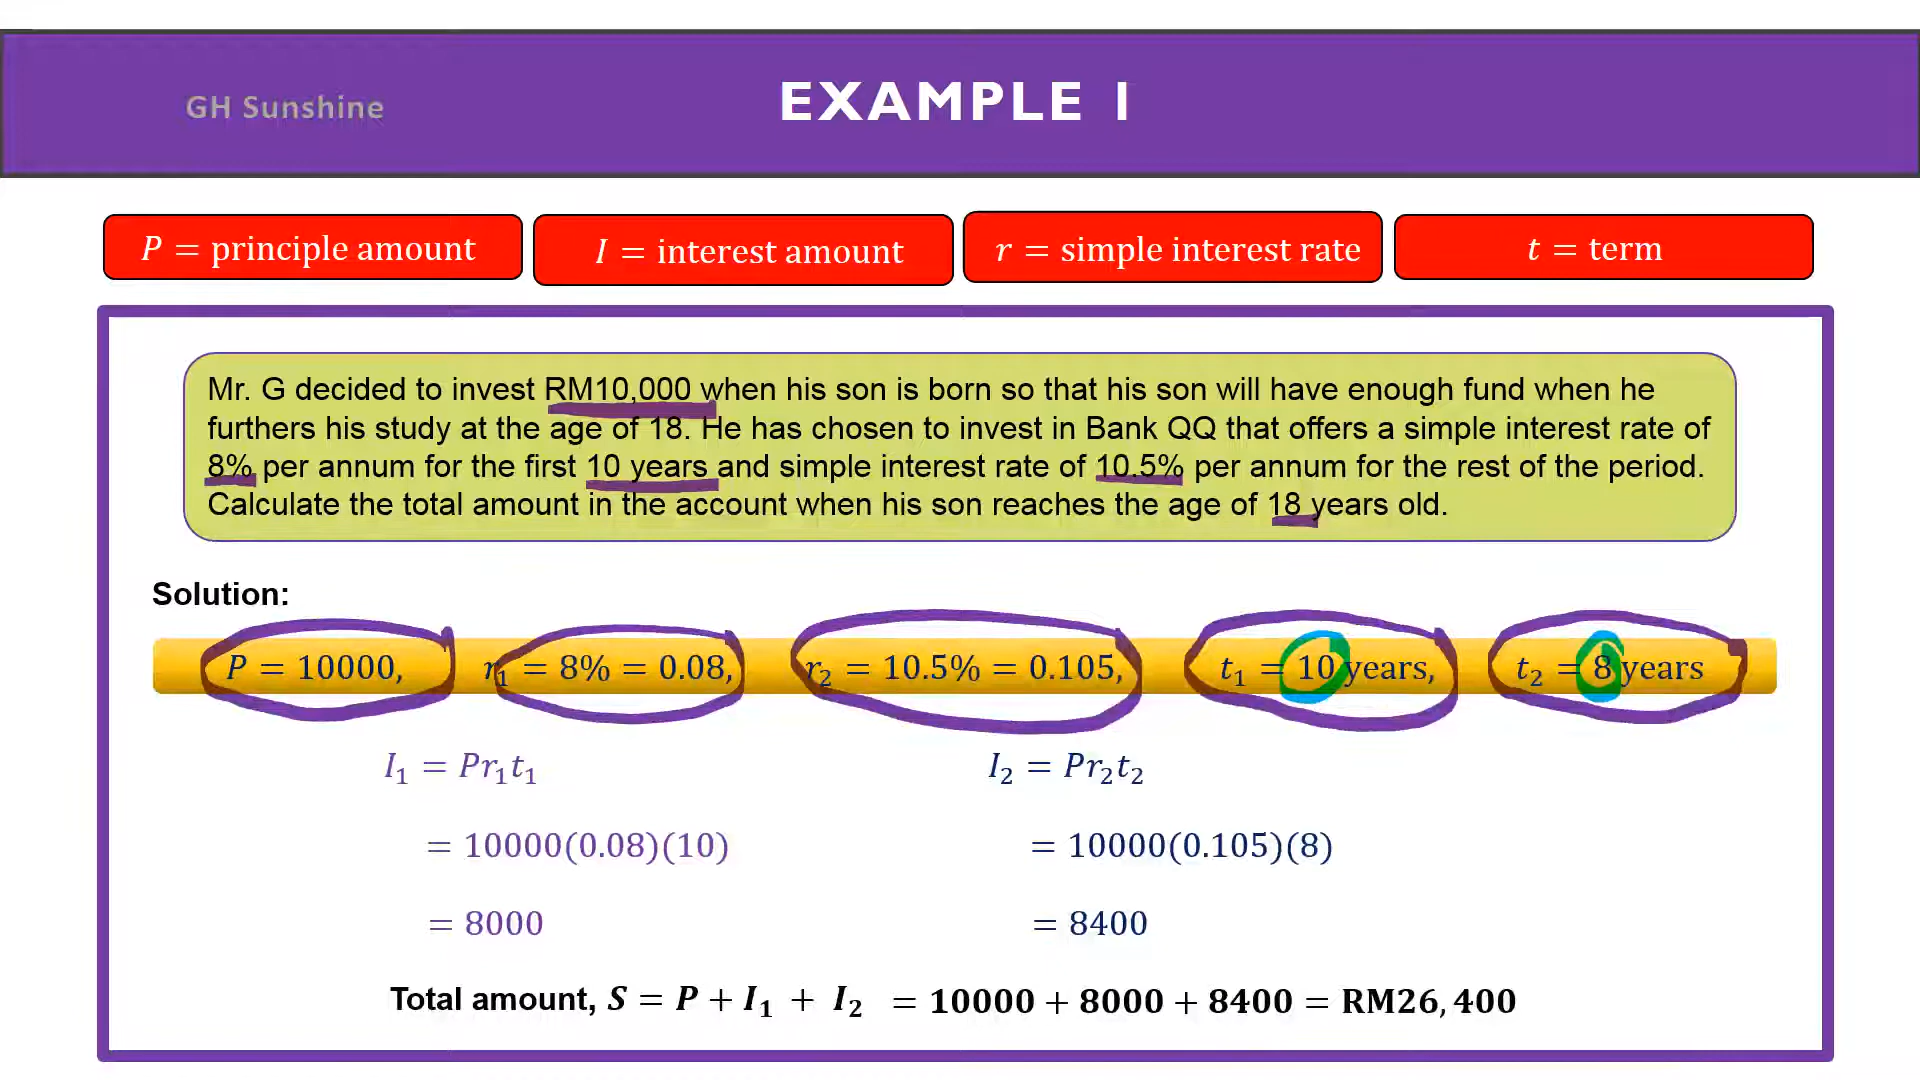 GH Sunshine
EXAMPLE 1
P = principle amount
I = interest amount
r = simple interest rate
t = term
Mr. G decided to invest RM10,000 when his son is born so that his son will have enough fund when he
furthers his study at the age of 18. He has chosen to invest in Bank QQ that offers a simple interest rate of
8% per annum for the first 10 years and simple interest rate of 10.5% per annum for the rest of the period.
Calculate the total amount in the account when his son reaches the age of 18 years old.
Solution:
P = 10000, r₁ = 8% = 0.08, r₂ = 10.5% = 0.105, t₁ = 10 years, t₂ = 8 years
I₁ = Pr₁t₁
= 10000(0.08)(10)
= 8000
I₂ = Pr₂t₂
= 10000(0.105)(8)
= 8400
Total amount, S = P + I₁ + I₂ = 10000 + 8000 + 8400 = RM26,400